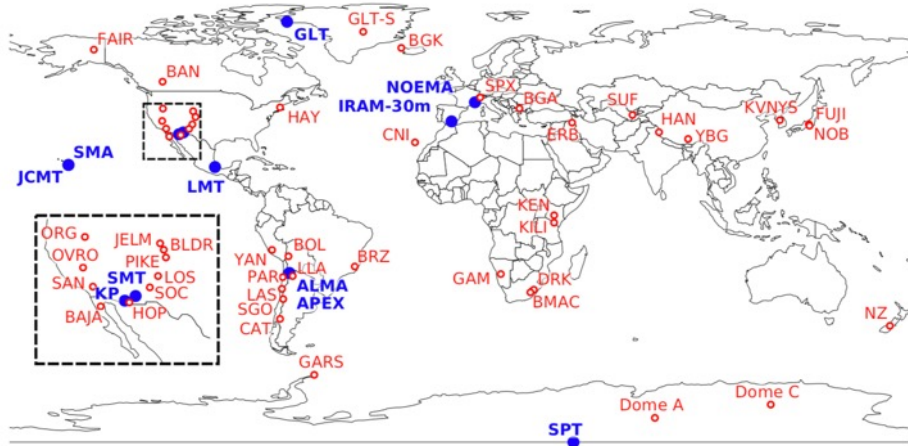 GLT-S
GLT
FAIR
BGK
BAN
NOEMA
SPX
IRAM-30m
BGA
SUF
KVNYS
FUJI
HAY
CNI
ERB
HAN
YBG
NOB
SMA
JCMT
LMT
ORG
JELM
BLDR
OVRO
PIKE
SAN
SMT
LOS
KP
SOC
BAJA
HOP
KEN
KILI
YAN
BOL
BRZ
PAR
LLA
LAS
ALMA
SGO
APEX
CAT
GAM
DRK
BMAC
NZ
GARS
Dome A
Dome C
SPT